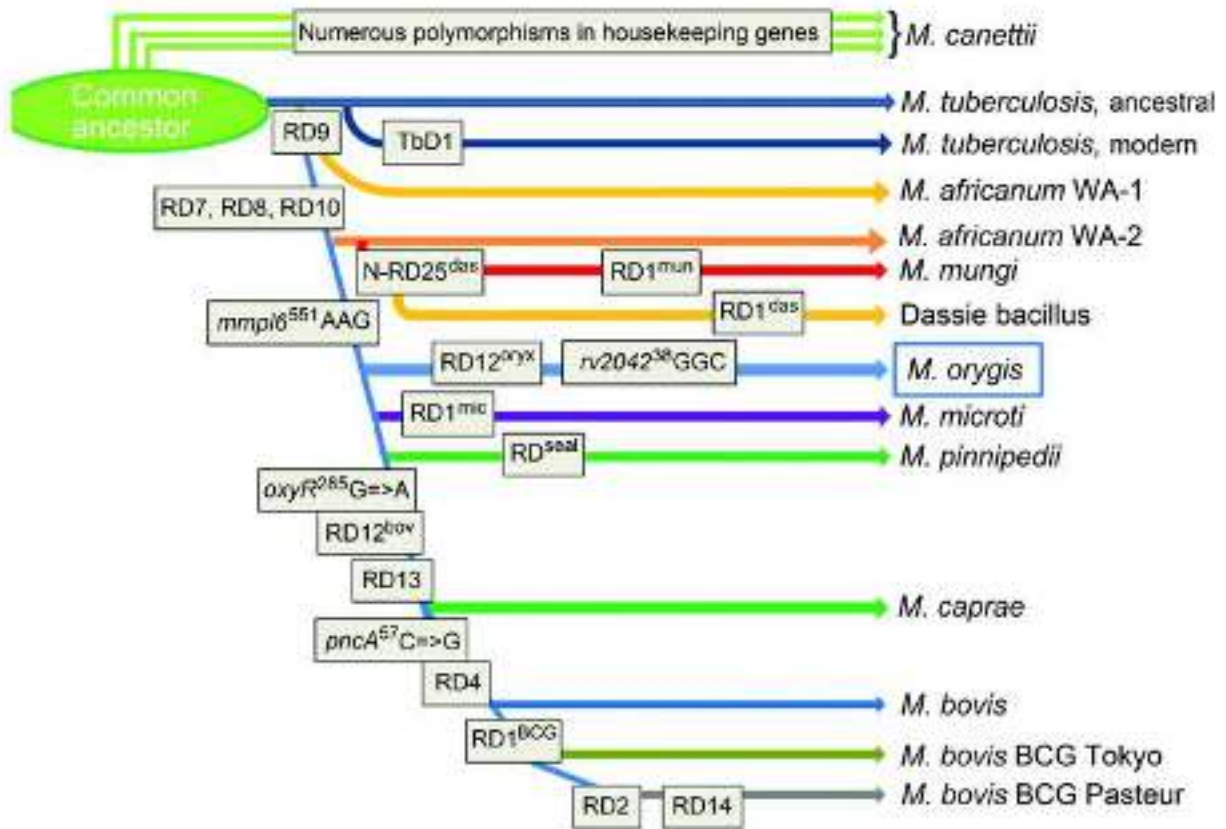 Numerous polymorphisms in housekeeping genes
M. canettii
Common
ancestor
M. tuberculosis, ancestral
RD9
TbD1
M. tuberculosis, modern
M. africanum WA-1
RD7, RD8, RD10
M. africanum WA-2
N-RD25das
RD1mun
M. mungi
mmpl6551AAG
RD1das
Dassie bacillus
RD12oryx
rv204238GGC
M. orygis
RD1mic
M. microti
RDseal
M. pinnipedii
oxyR285G=>A
RD12bov
RD13
M. caprae
pncA57C=>G
RD4
M. bovis
RD1BCG
M. bovis BCG Tokyo
RD2
RD14
M. bovis BCG Pasteur